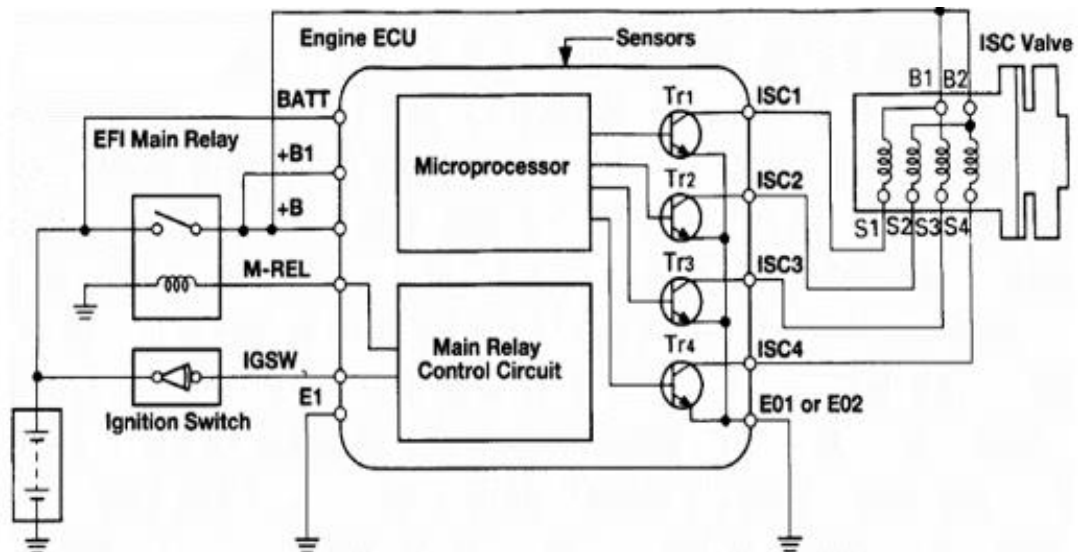 Engine ECU
Sensors
ISC Valve
BATT
EFI Main Relay
+B1
+B
M-REL
IGSW
E1
Ignition Switch
Microprocessor
Main Relay
Control Circuit
Tr1
Tr2
Tr3
Tr4
ISC1
ISC2
ISC3
ISC4
E01 or E02
B1 B2
S1 S2 S3 S4